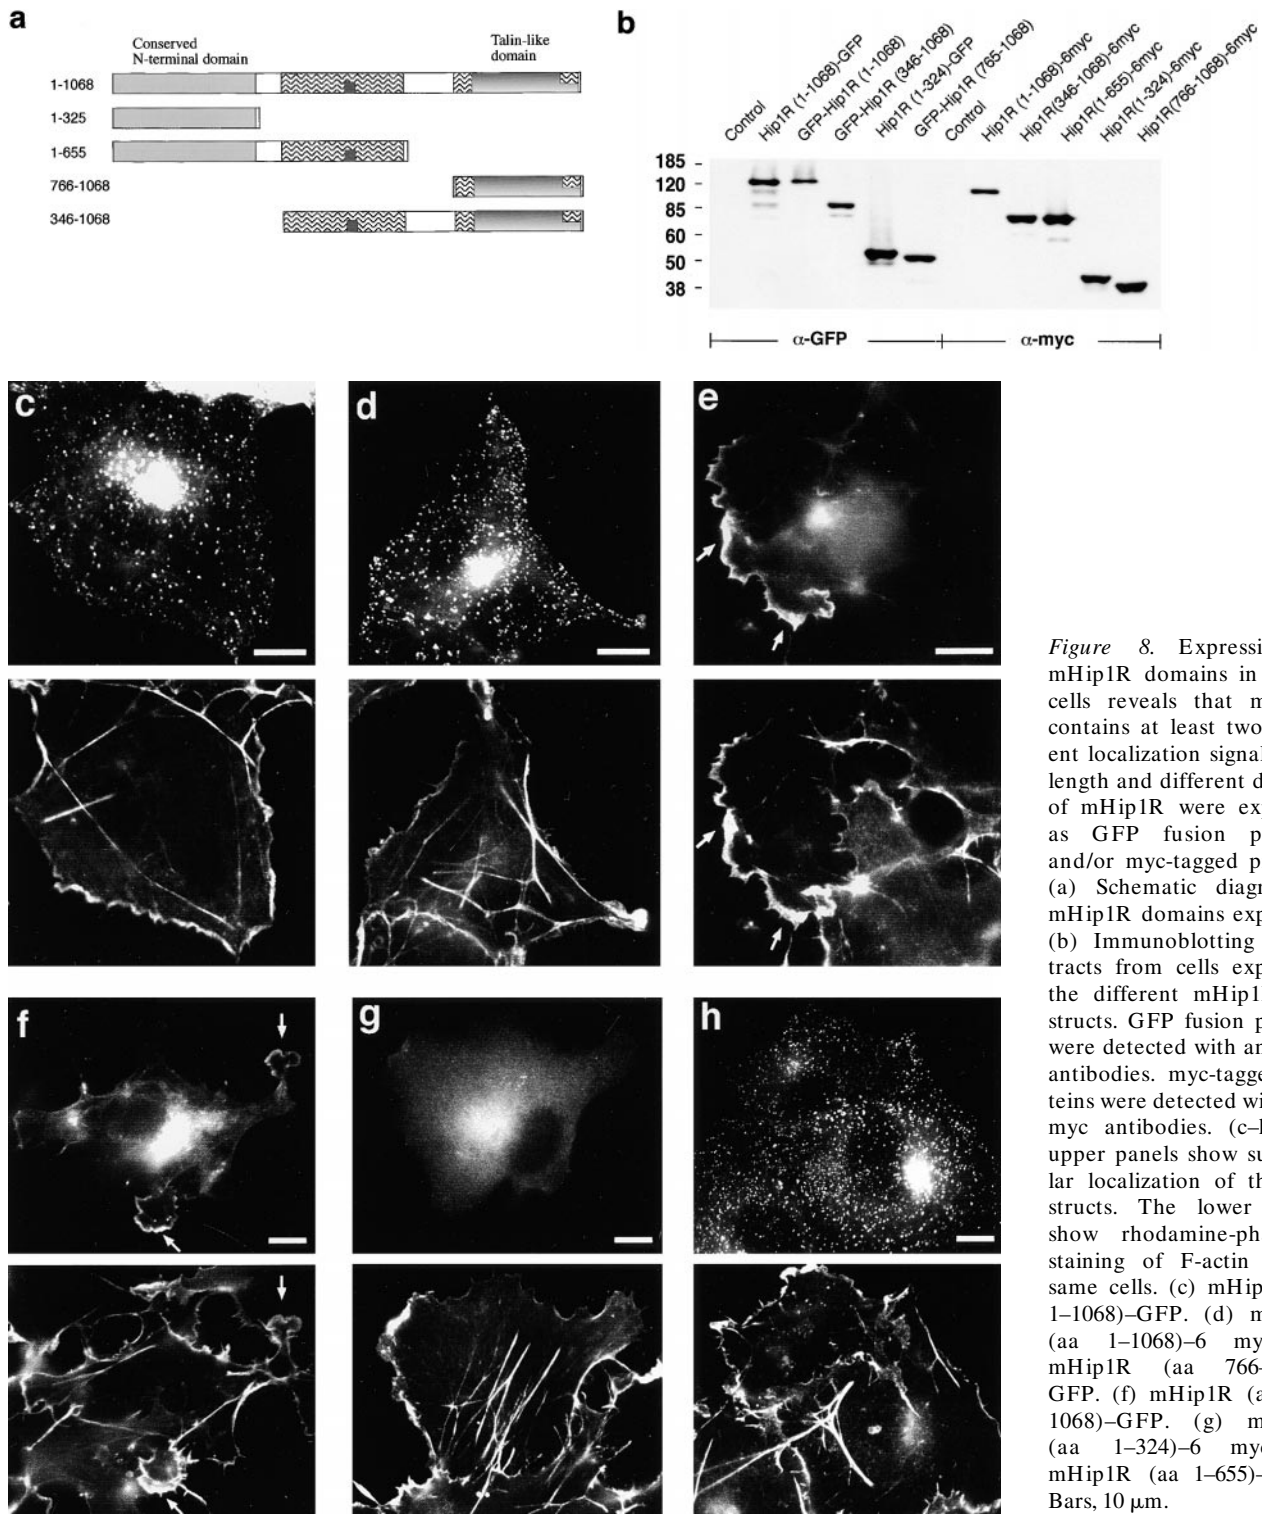 a
Conserved
N-terminal domain
Talin-like
domain
1-1068
1-325
1-655
766-1068
346-1068
b
Control
Hip1R (1-1068)-GFP
GFP-Hip1R (1-1068)
GFP-Hip1R (346-1068)
Hip1R (1-324)-GFP
GFP-Hip1R (765-1068)
Control
Hip1R (1-1068)-6myc
Hip1R(346-1068)-6myc
Hip1R(1-655)-6myc
Hip1R(1-324)-6myc
Hip1R(766-1068)-6myc
185
120
85
60
50
38
α-GFP
α-myc
c
d
e
f
g
h
Figure 8. Expressi
mHip1R domains in
cells reveals that m
contains at least two
ent localization signal
length and different d
of mHip1R were exp
as GFP fusion p
and/or myc-tagged p
(a) Schematic diagr
mHip1R domains exp
(b) Immunoblotting
tracts from cells exp
the different mHip1
structs. GFP fusion p
were detected with an
antibodies. myc-tagge
teins were detected wi
myc antibodies. (c–h
upper panels show su
lar localization of th
structs. The lower
show rhodamine-ph
staining of F-actin
same cells. (c) mHip
1–1068)–GFP. (d) m
(aa 1–1068)–6 my
mHip1R (aa 766–
GFP. (f) mHip1R (a
1068)–GFP. (g) m
(aa 1–324)–6 myc
mHip1R (aa 1–655)–
Bars, 10 μm.